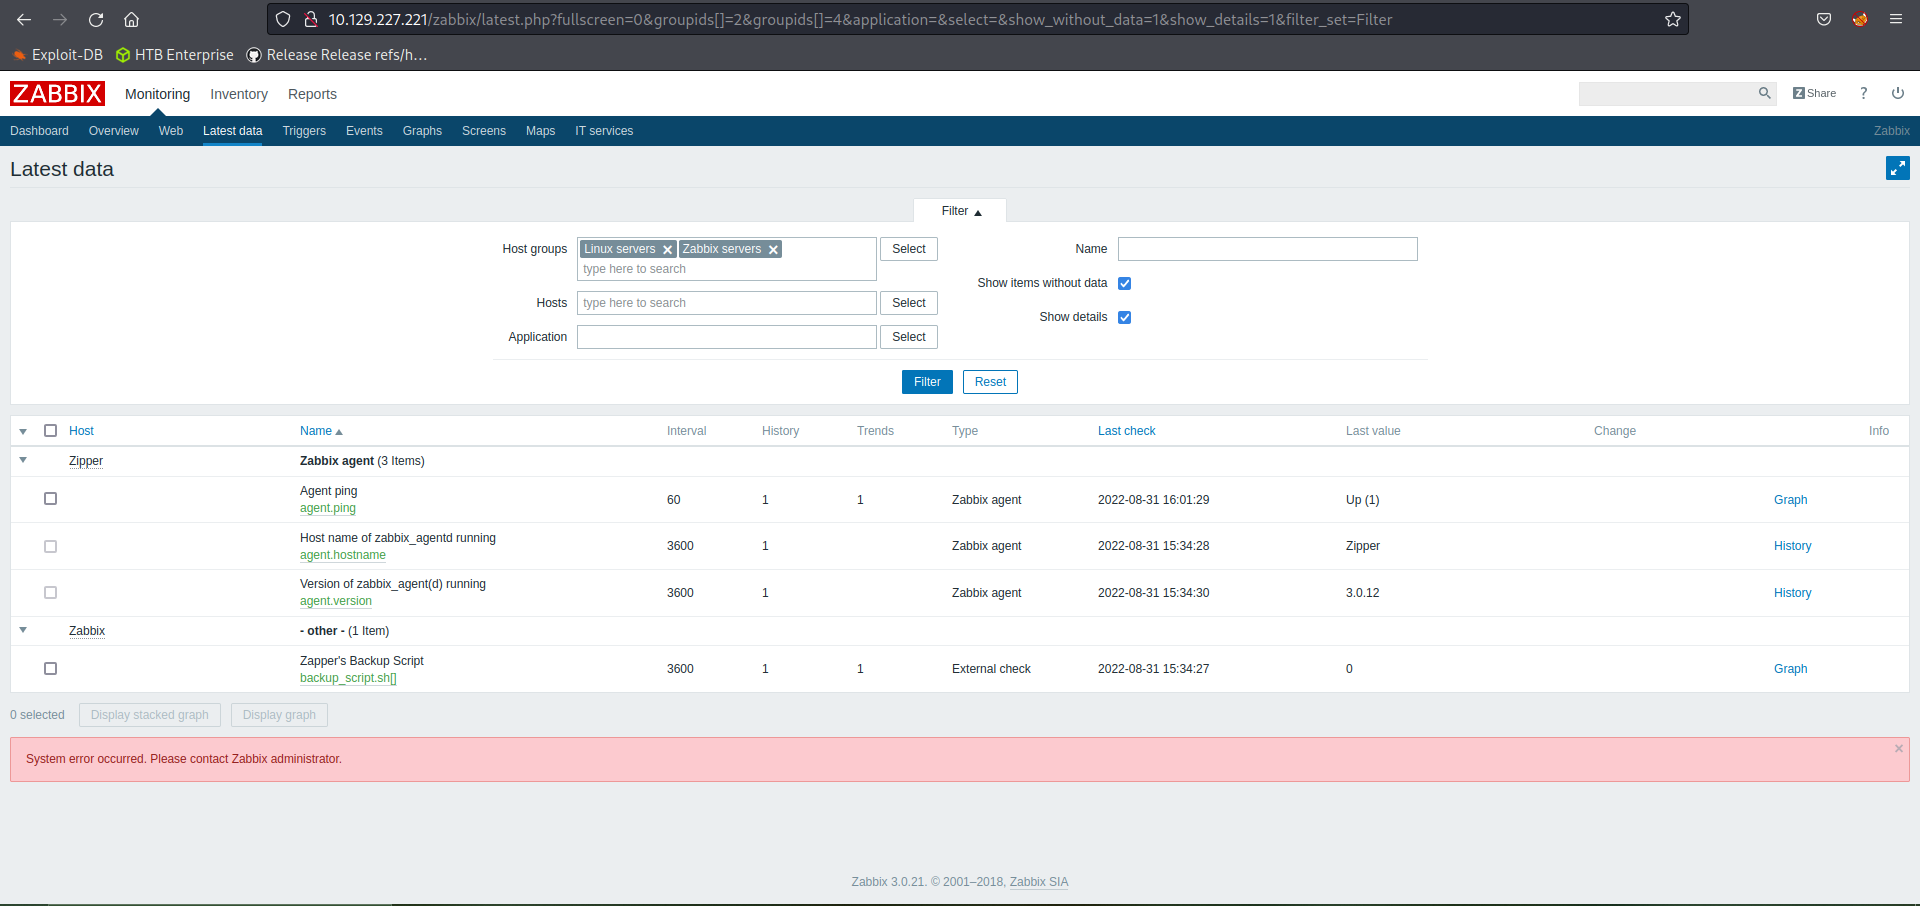 10.129.227.221/zabbix/latest.php?fullscreen=0&groupids[]=2&groupids[]=4&application=&select=&show_without_data=1&show_details=1&filter_set=Filter
Exploit-DB HTB Enterprise Release Release refs/h...
ZABBIX Monitoring Inventory Reports Z Share ?
Dashboard Overview Web Latest data Triggers Events Graphs Screens Maps IT services Zabbix
Latest data
Filter
Host groups Linux servers Zabbix servers Select Name
type here to search
Show items without data
Hosts type here to search Select
Show details
Application Select
Filter Reset
Host Name Interval History Trends Type Last check Last value Change Info
Zipper Zabbix agent (3 Items)
Agent ping
agent.ping 60 1 1 Zabbix agent 2022-08-31 16:01:29 Up (1) Graph
Host name of zabbix_agentd running
agent.hostname 3600 1 Zabbix agent 2022-08-31 15:34:28 Zipper History
Version of zabbix_agent(d) running
agent.version 3600 1 Zabbix agent 2022-08-31 15:34:30 3.0.12 History
Zabbix - other - (1 Item)
Zapper's Backup Script
backup_script.sh[] 3600 1 1 External check 2022-08-31 15:34:27 0 Graph
0 selected Display stacked graph Display graph
System error occurred. Please contact Zabbix administrator.
Zabbix 3.0.21. © 2001–2018, Zabbix SIA